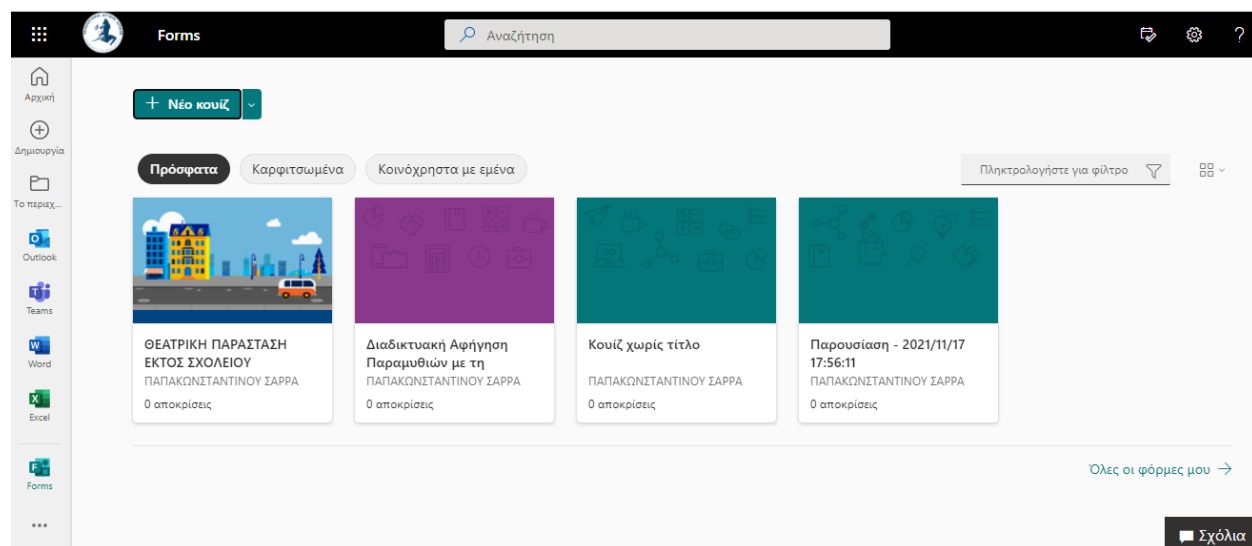 Forms
Αναζήτηση
?
Αρχική
Δημιουργία
Το περιεχ...
Outlook
Teams
Word
Excel
Forms
+ Νέο κουίζ
Πρόσφατα Καρφιτσωμένα Κοινόχρηστα με εμένα
Πληκτρολογήστε για φίλτρο
ΘΕΑΤΡΙΚΗ ΠΑΡΑΣΤΑΣΗ
ΕΚΤΟΣ ΣΧΟΛΕΙΟΥ
ΠΑΠΑΚΩΝΣΤΑΝΤΙΝΟΥ ΣΑΡΡΑ
0 αποκρίσεις
Διαδικτυακή Αφήγηση
Παραμυθιών με τη
ΠΑΠΑΚΩΝΣΤΑΝΤΙΝΟΥ ΣΑΡΡΑ
0 αποκρίσεις
Κουίζ χωρίς τίτλο
ΠΑΠΑΚΩΝΣΤΑΝΤΙΝΟΥ ΣΑΡΡΑ
0 αποκρίσεις
Παρουσίαση - 2021/11/17
17:56:11
ΠΑΠΑΚΩΝΣΤΑΝΤΙΝΟΥ ΣΑΡΡΑ
0 αποκρίσεις
Όλες οι φόρμες μου →
Σχόλια